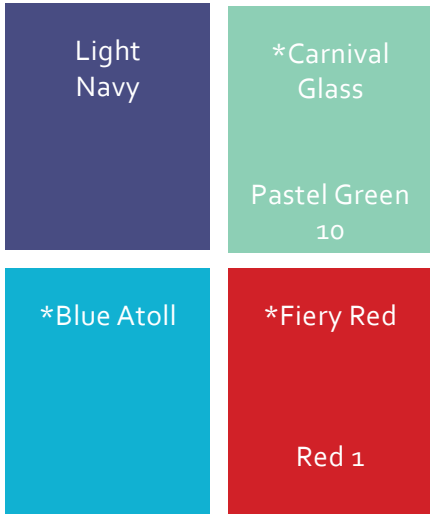 Light
Navy
*Carnival
Glass
Pastel Green
10
*Blue Atoll
*Fiery Red
Red 1